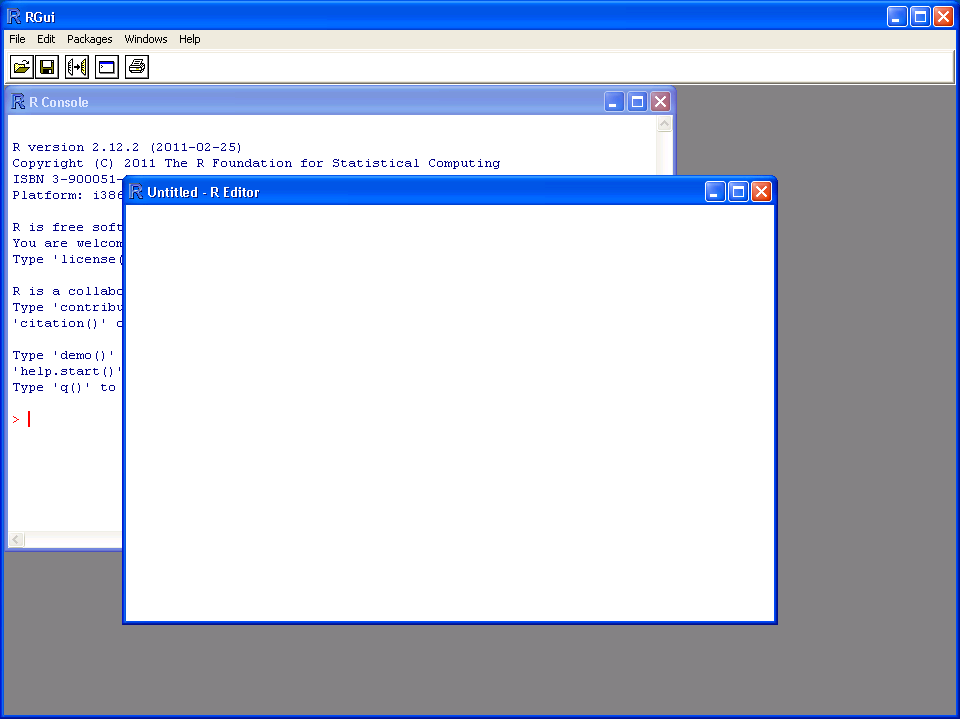 RGui
File Edit Packages Windows Help
R Console
R version 2.12.2 (2011-02-25)
Copyright (C) 2011 The R Foundation for Statistical Computing
ISBN 3-900051-
Platform: i386
Untitled - R Editor
R is free soft
You are welcom
Type 'license(
R is a collabo
Type 'contribu
'citation()' o
Type 'demo()'
'help.start()'
Type 'q()' to
>